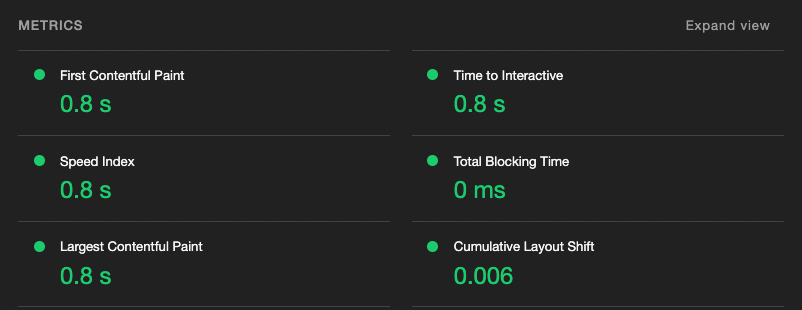 METRICS
Expand view
First Contentful Paint
0.8 s
Time to Interactive
0.8 s
Speed Index
0.8 s
Total Blocking Time
0 ms
Largest Contentful Paint
0.8 s
Cumulative Layout Shift
0.006